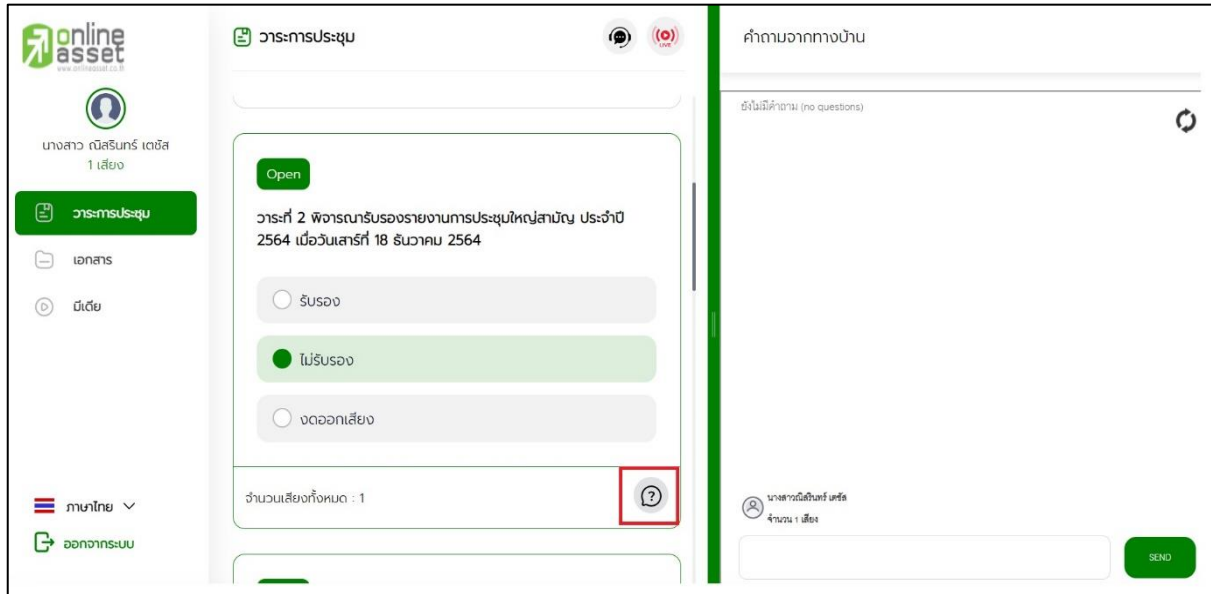 online
asset
www.onlineasset.co.th
นางสาว ณิสรินทร์ เตชัส
1 เสียง
วาระการประชุม
เอกสาร
มีเดีย
ภาษาไทย
ออกจากระบบ
วาระการประชุม
LIVE
Open
วาระที่ 2 พิจารณารับรองรายงานการประชุมใหญ่สามัญ ประจำปี
2564 เมื่อวันเสาร์ที่ 18 ธันวาคม 2564
รับรอง
ไม่รับรอง
งดออกเสียง
จำนวนเสียงทั้งหมด : 1
คำถามจากทางบ้าน
ยังไม่มีคำถาม (no questions)
นางสาวณิสรินทร์ เตชัส
จำนวน 1 เสียง
SEND